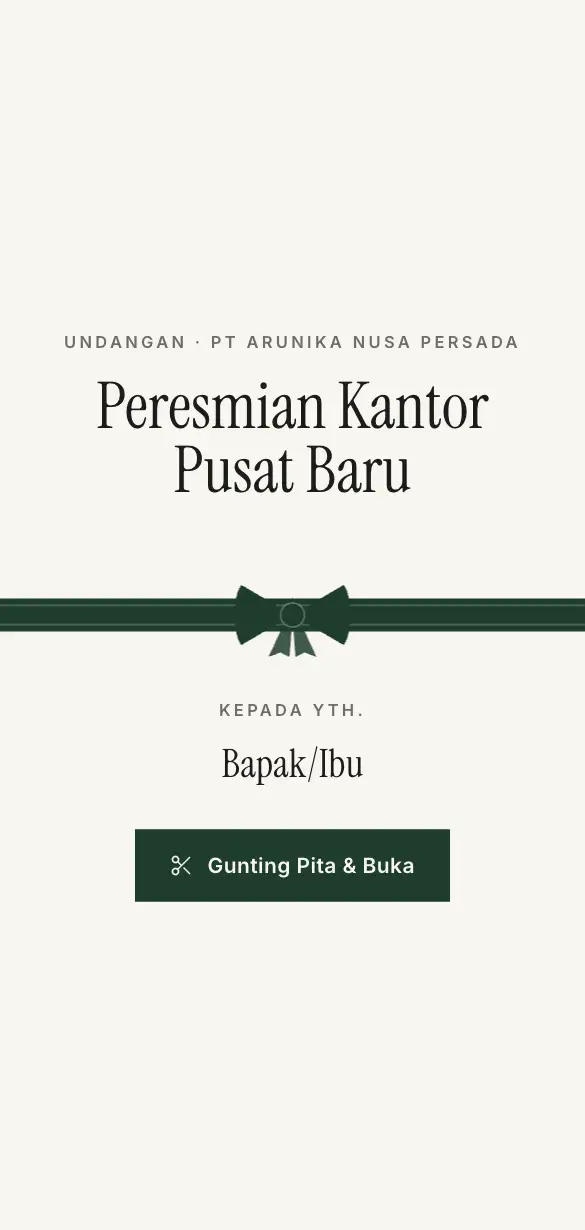 UNDANGAN · PT ARUNIKA NUSA PERSADA
Peresmian Kantor
Pusat Baru
KEPADA YTH.
Bapak/Ibu
Gunting Pita & Buka